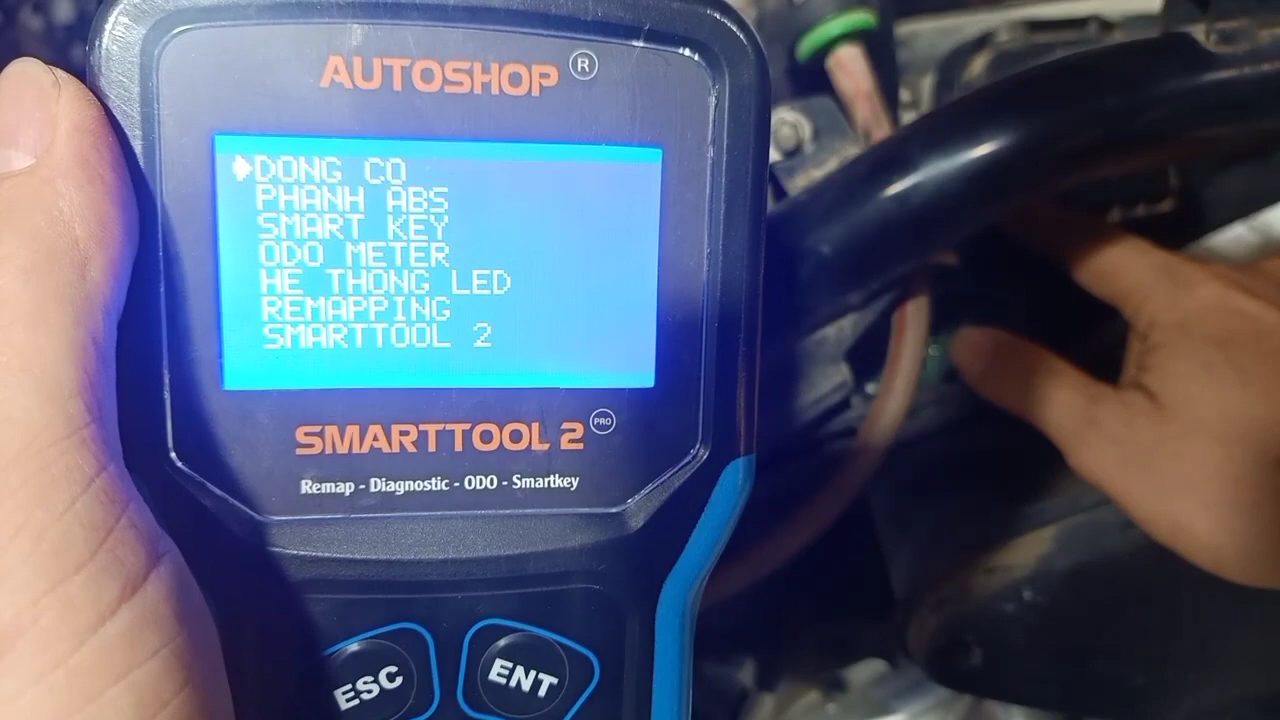 AUTOSHOP ®
DONG CO
PHANH ABS
SMART KEY
ODO METER
HE THONG LED
REMAPPING
SMARTTOOL 2
SMARTTOOL 2 PRO
Remap - Diagnostic - ODO - Smartkey
ESC
ENT